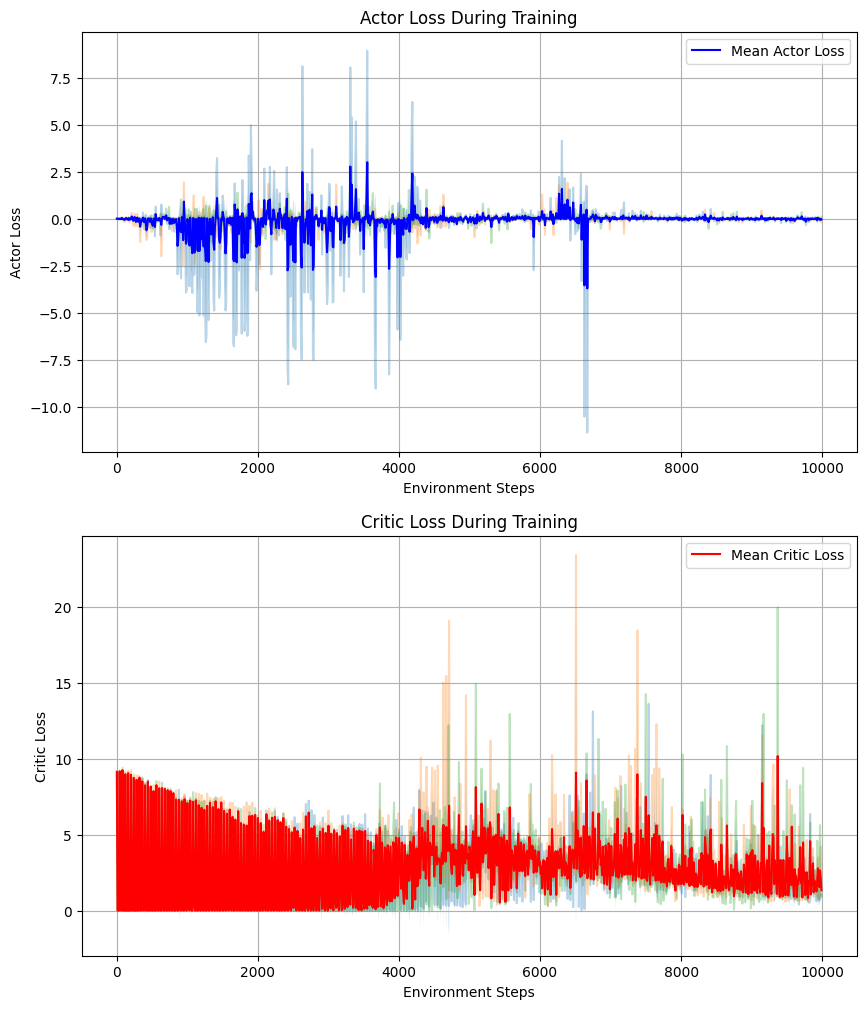 Actor Loss During Training
Mean Actor Loss
7.5
5.0
2.5
0.0
−2.5
−5.0
−7.5
−10.0
Actor Loss
0 2000 4000 6000 8000 10000
Environment Steps
Critic Loss During Training
Mean Critic Loss
20
15
10
5
0
Critic Loss
0 2000 4000 6000 8000 10000
Environment Steps